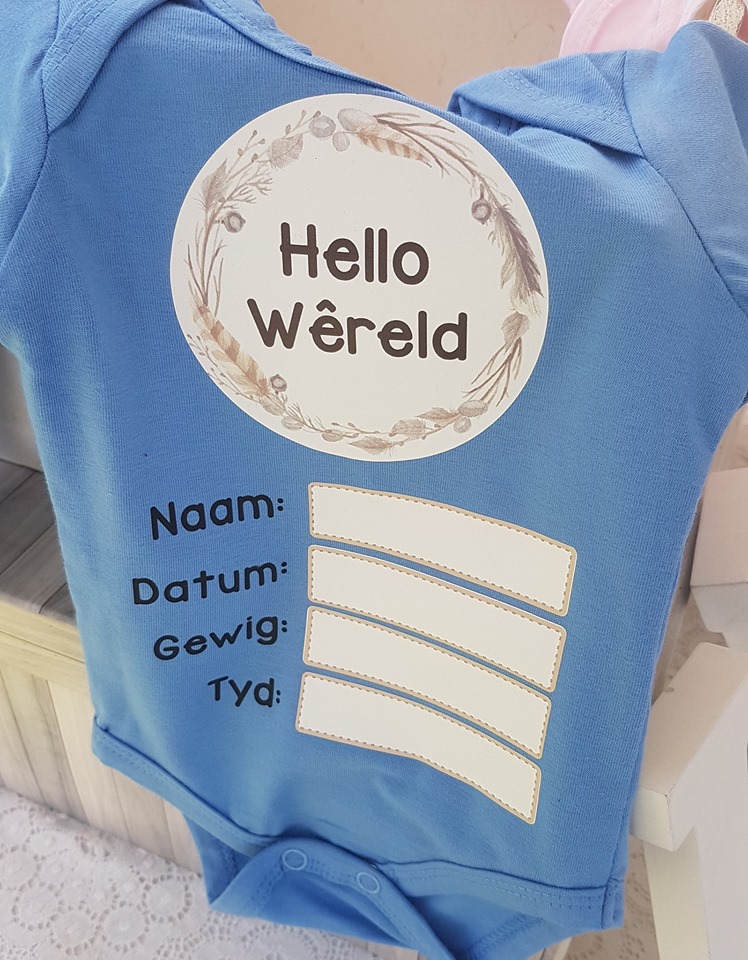 Hello
Wêreld
Naam:
Datum:
Gewig:
Tyd: